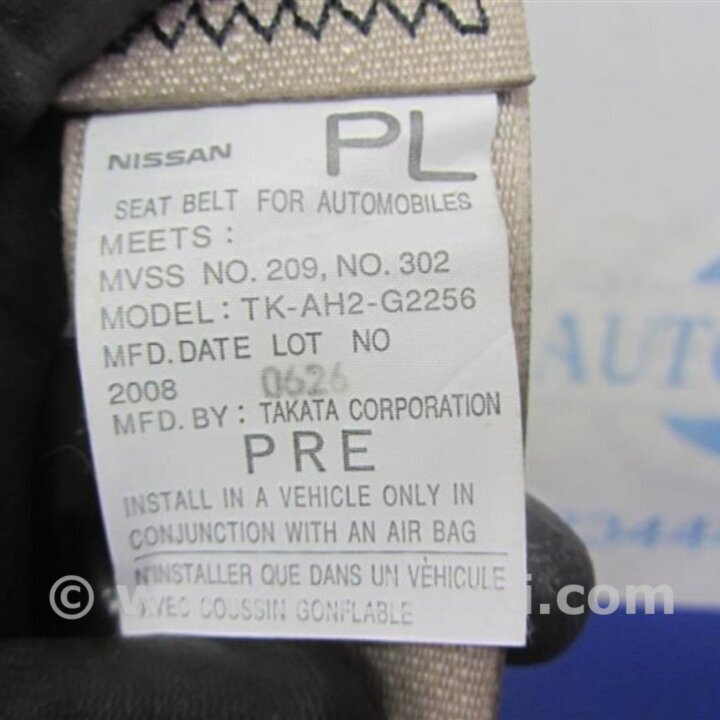 NISSAN PL
SEAT BELT FOR AUTOMOBILES
MEETS :
MVSS NO. 209, NO. 302
MODEL : TK-AH2-G2256
MFD. DATE LOT NO
2008 0626
MFD. BY : TAKATA CORPORATION
PRE
INSTALL IN A VEHICLE ONLY IN
CONJUNCTION WITH AN AIR BAG
N'INSTALLER QUE DANS UN VÉHICULE
AVEC COUSSIN GONFLABLE
AUTO